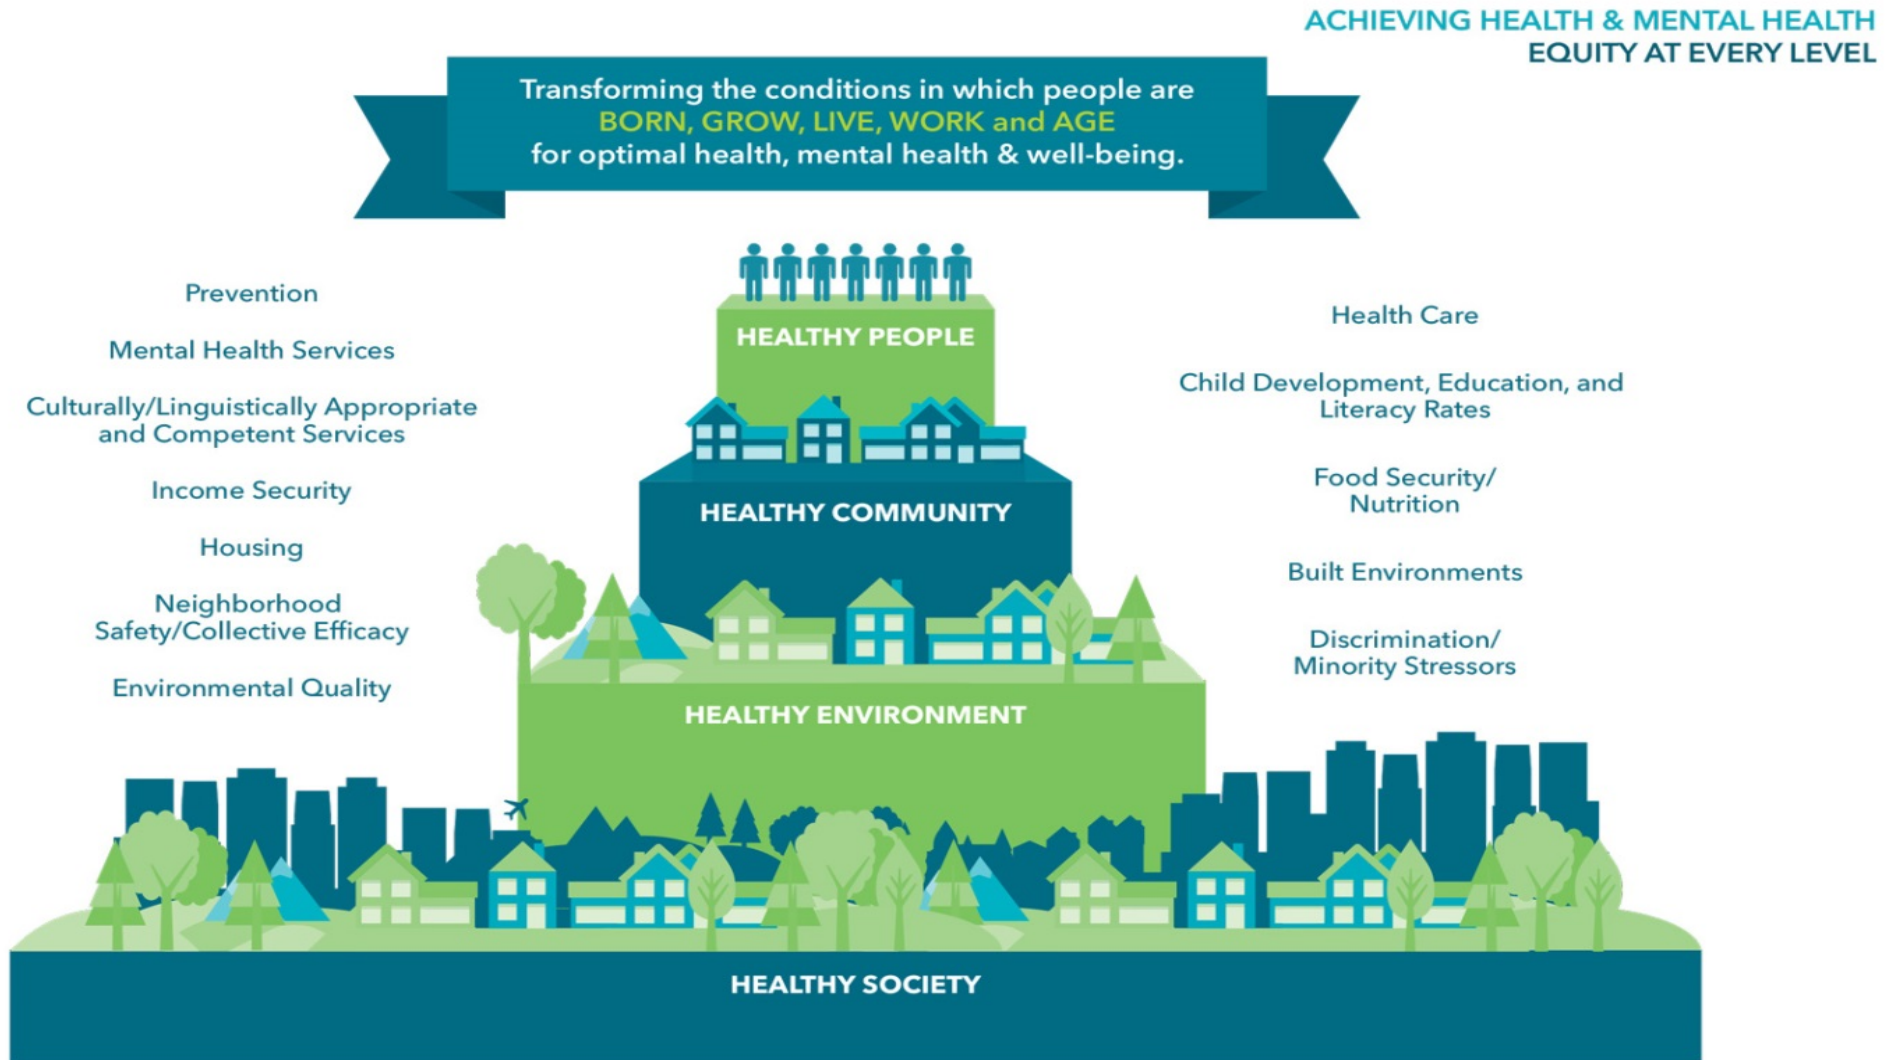 ACHIEVING HEALTH & MENTAL HEALTH
EQUITY AT EVERY LEVEL
Transforming the conditions in which people are
BORN, GROW, LIVE, WORK and AGE
for optimal health, mental health & well-being.
Prevention
Mental Health Services
Culturally/Linguistically Appropriate
and Competent Services
Income Security
Housing
Neighborhood
Safety/Collective Efficacy
Environmental Quality
HEALTHY PEOPLE
HEALTHY COMMUNITY
HEALTHY ENVIRONMENT
HEALTHY SOCIETY
Health Care
Child Development, Education, and
Literacy Rates
Food Security/
Nutrition
Built Environments
Discrimination/
Minority Stressors